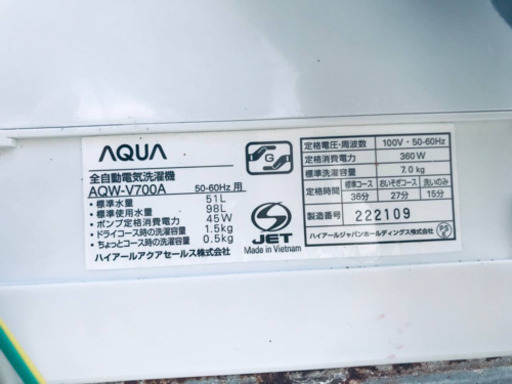 AQUA
全自動電気洗濯機
AQW-V700A 50-60Hz 用
・標準水量 51L
・標準使用水量 98L
・ポンプ定格消費電力 45W
・ドライコース時の洗濯容量 1.5kg
・ちょっとコース時の洗濯容量 0.5kg
ハイアールアクアセールス株式会社
G
S
JET
Made in Vietnam
定格電圧・周波数 100V・50-60Hz
定格消費電力 360W
標準洗濯容量 7.0kg
定格時間 標準コース おいそぎコース 洗いのみ
36分 27分 15分
製造番号 222109
ハイアールジャパンホールディングス株式会社
PS
E